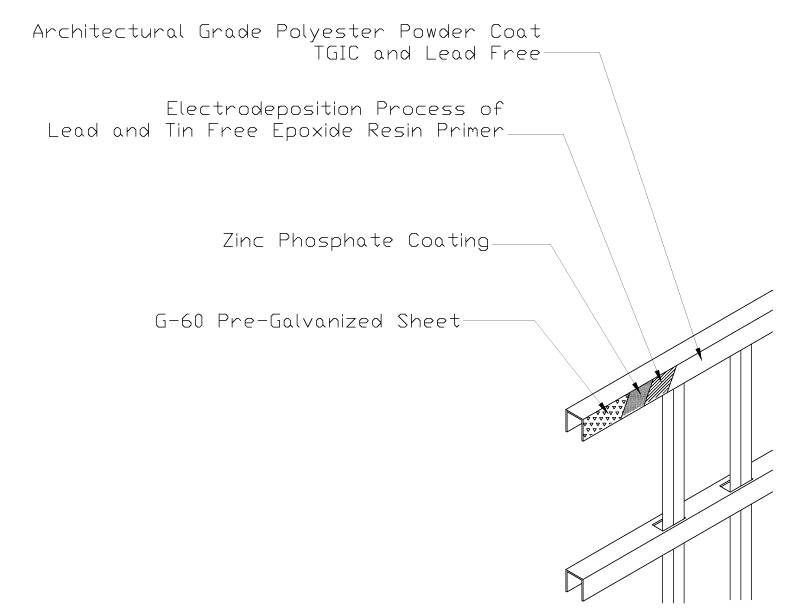 Architectural Grade Polyester Powder Coat
TGIC and Lead Free
Electrodeposition Process of
Lead and Tin Free Epoxide Resin Primer
Zinc Phosphate Coating
G-60 Pre-Galvanized Sheet